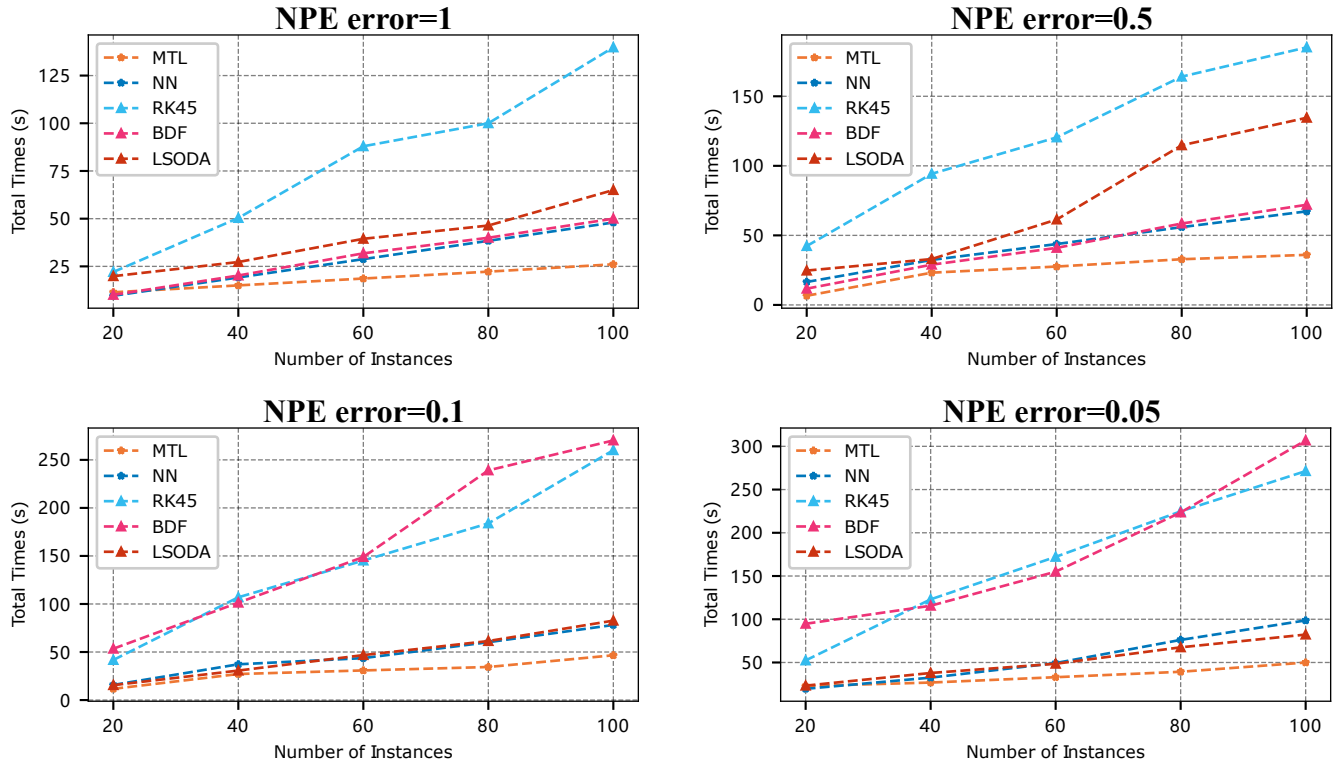 NPE error=1
Total Times (s)
125
100
75
50
25
MTL
NN
RK45
BDF
LSODA
20 40 60 80 100
Number of Instances
NPE error=0.5
Total Times (s)
150
100
50
0
MTL
NN
RK45
BDF
LSODA
20 40 60 80 100
Number of Instances
NPE error=0.1
Total Times (s)
250
200
150
100
50
0
MTL
NN
RK45
BDF
LSODA
20 40 60 80 100
Number of Instances
NPE error=0.05
Total Times (s)
300
250
200
150
100
50
MTL
NN
RK45
BDF
LSODA
20 40 60 80 100
Number of Instances